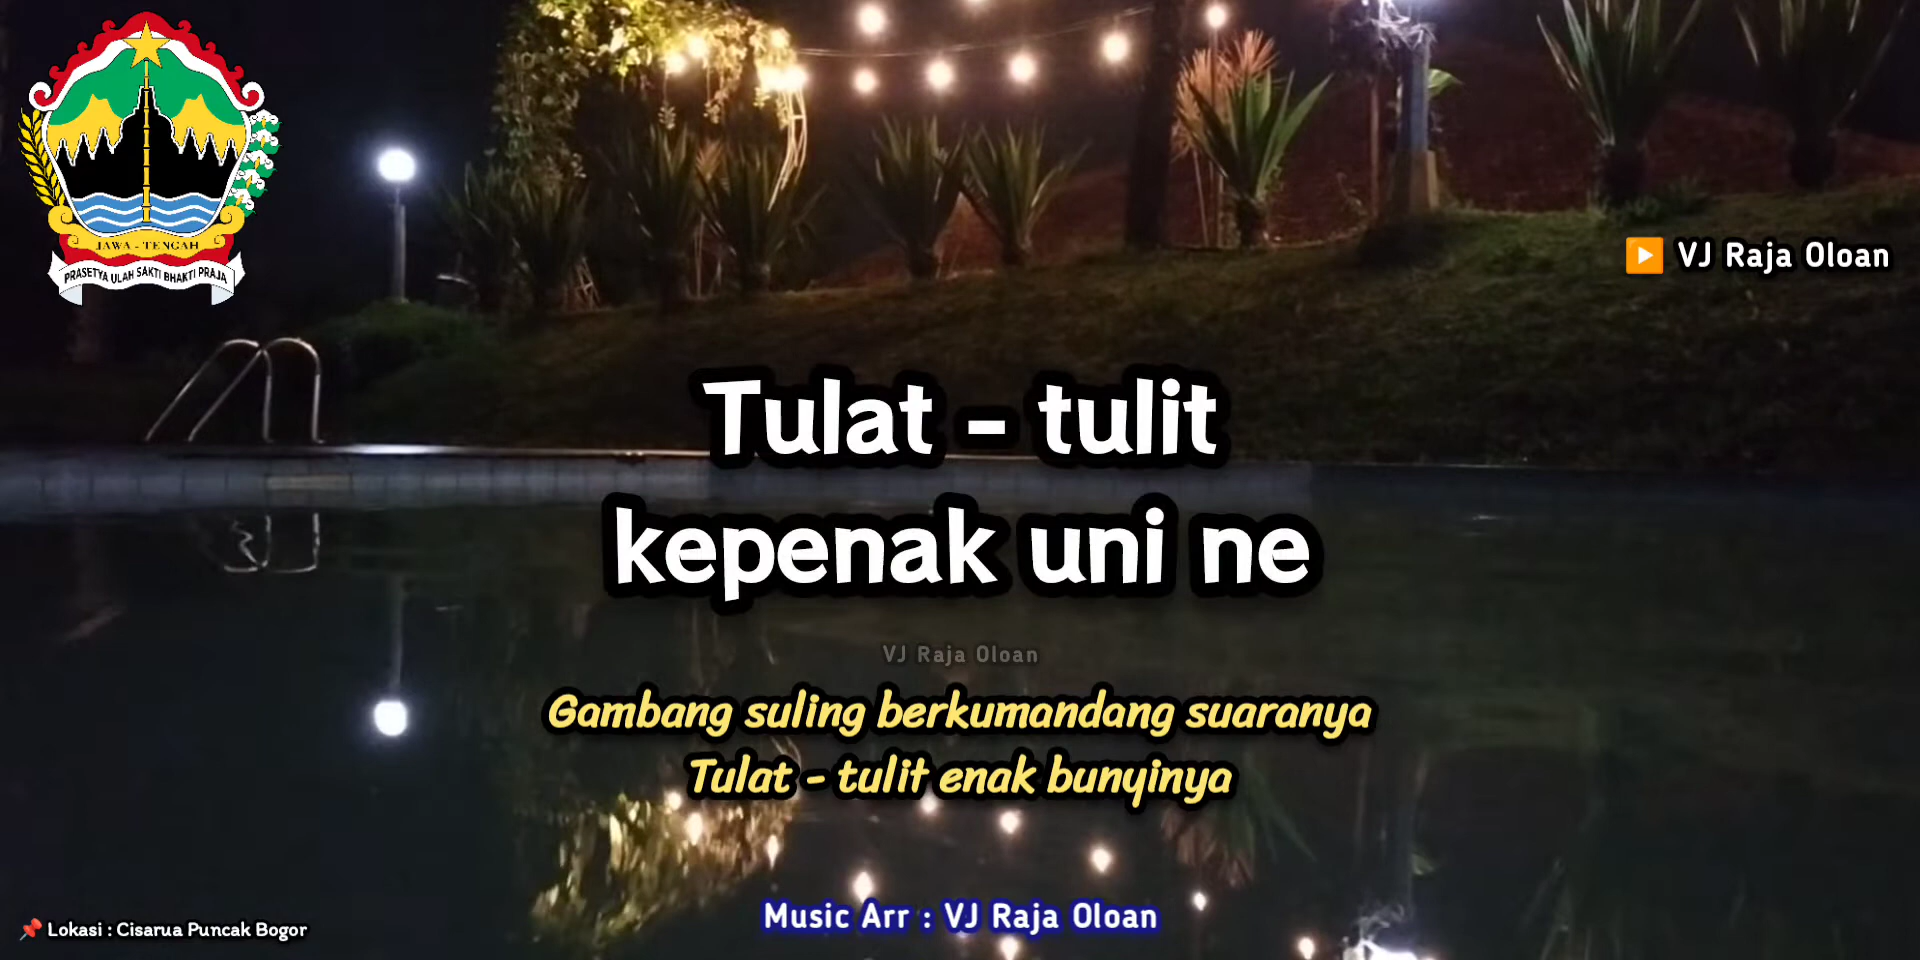 JAWA - TENGAH
PRASETYA ULAH SAKTI BHAKTI PRAJA
VJ Raja Oloan
Tulat - tulit
kepenak uni ne
VJ Raja Oloan
Gambang suling berkumandang suaranya
Tulat - tulit enak bunyinya
Music Arr : VJ Raja Oloan
Lokasi : Cisarua Puncak Bogor